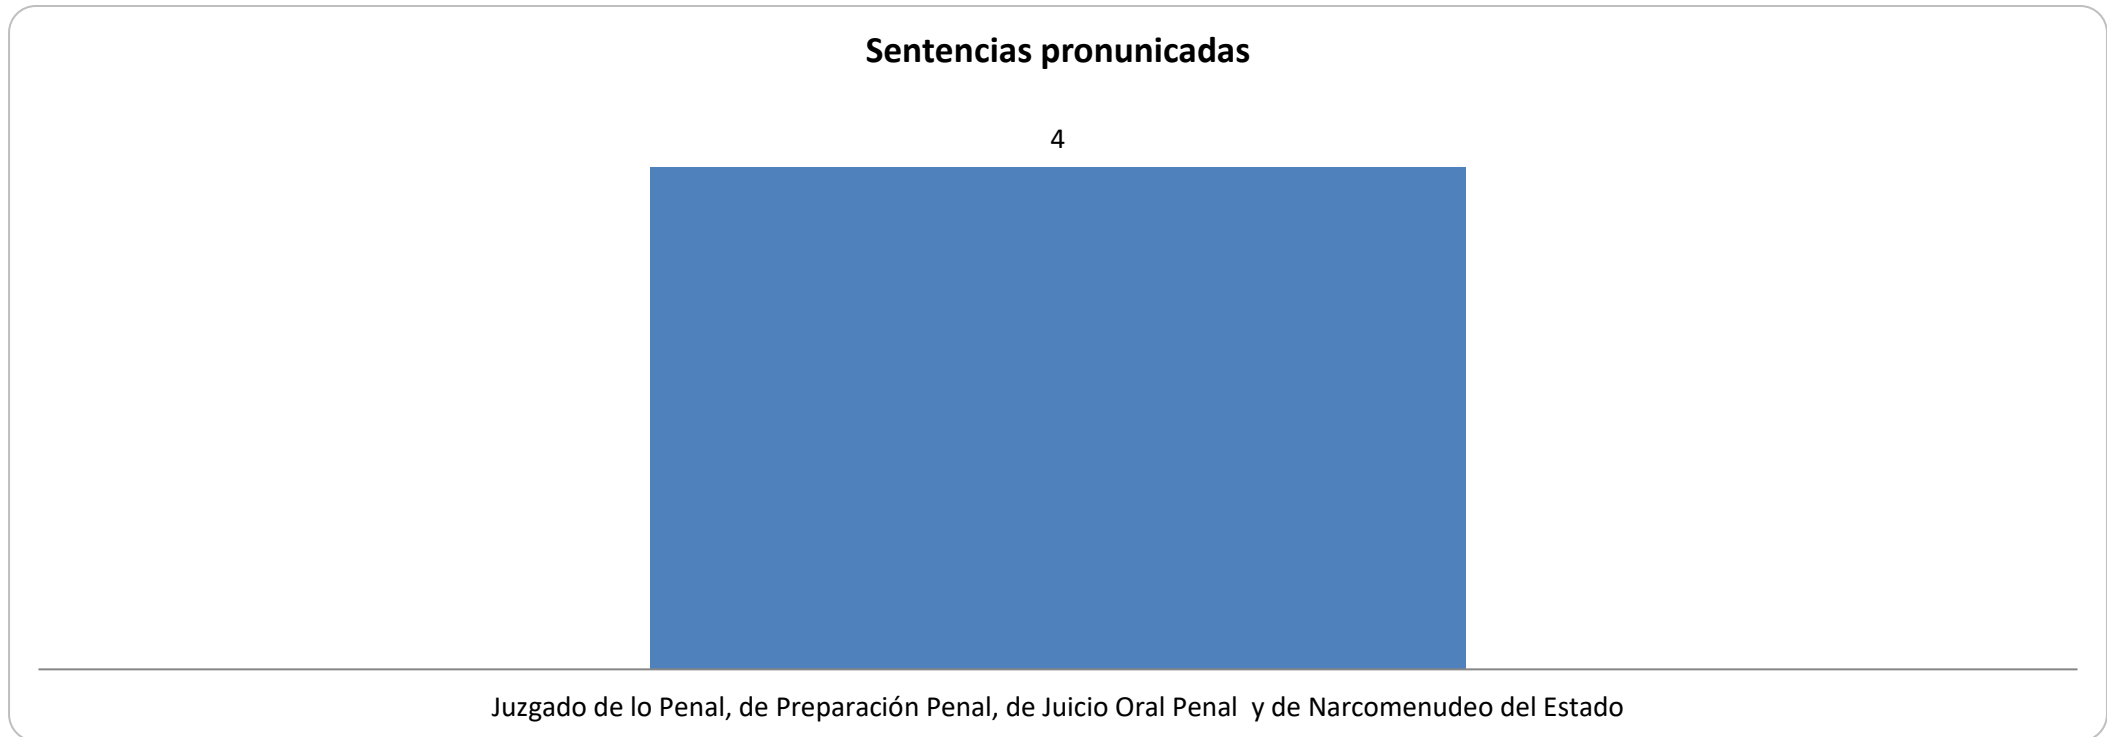 Sentencias pronunicadas
4
Juzgado de lo Penal, de Preparación Penal, de Juicio Oral Penal  y de Narcomenudeo del Estado